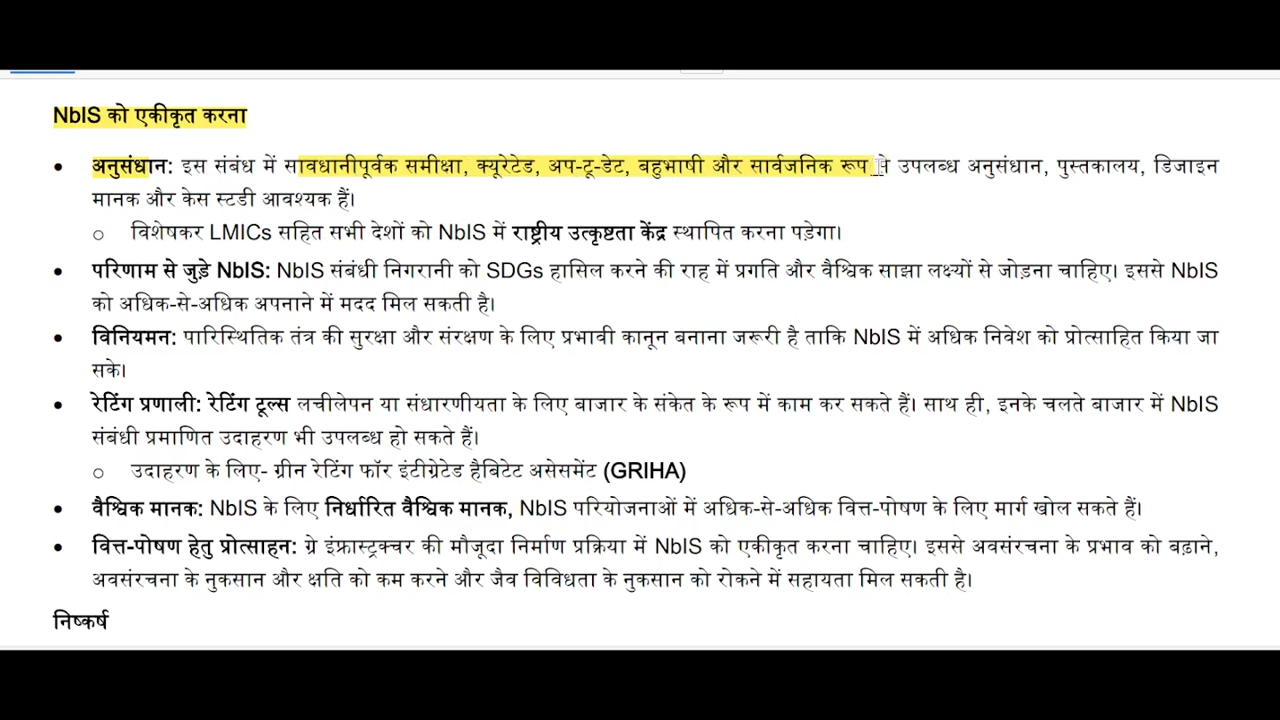 NbIS को एकीकृत करना
• अनुसंधान: इस संबंध में सावधानीपूर्वक समीक्षा, क्यूरेटेड, अप-टू-डेट, बहुभाषी और सार्वजनिक रूप से उपलब्ध अनुसंधान, पुस्तकालय, डिजाइन
मानक और केस स्टडी आवश्यक हैं।
○ विशेषकर LMICs सहित सभी देशों को NbIS में राष्ट्रीय उत्कृष्टता केंद्र स्थापित करना पड़ेगा।
• परिणाम से जुड़े NbIS: NbIS संबंधी निगरानी को SDGs हासिल करने की राह में प्रगति और वैश्विक साझा लक्ष्यों से जोड़ना चाहिए। इससे NbIS
को अधिक-से-अधिक अपनाने में मदद मिल सकती है।
• विनियमन: पारिस्थितिक तंत्र की सुरक्षा और संरक्षण के लिए प्रभावी कानून बनाना जरूरी है ताकि NbIS में अधिक निवेश को प्रोत्साहित किया जा
सके।
• रेटिंग प्रणाली: रेटिंग टूल्स लचीलेपन या संधारणीयता के लिए बाजार के संकेत के रूप में काम कर सकते हैं। साथ ही, इनके चलते बाजार में NbIS
संबंधी प्रमाणित उदाहरण भी उपलब्ध हो सकते हैं।
○ उदाहरण के लिए- ग्रीन रेटिंग फॉर इंटीग्रेटेड हैबिटेट असेसमेंट (GRIHA)
• वैश्विक मानक: NbIS के लिए निर्धारित वैश्विक मानक, NbIS परियोजनाओं में अधिक-से-अधिक वित्त-पोषण के लिए मार्ग खोल सकते हैं।
• वित्त-पोषण हेतु प्रोत्साहन: ग्रे इंफ्रास्ट्रक्चर की मौजूदा निर्माण प्रक्रिया में NbIS को एकीकृत करना चाहिए। इससे अवसंरचना के प्रभाव को बढ़ाने,
अवसंरचना के नुकसान और क्षति को कम करने और जैव विविधता के नुकसान को रोकने में सहायता मिल सकती है।
निष्कर्ष